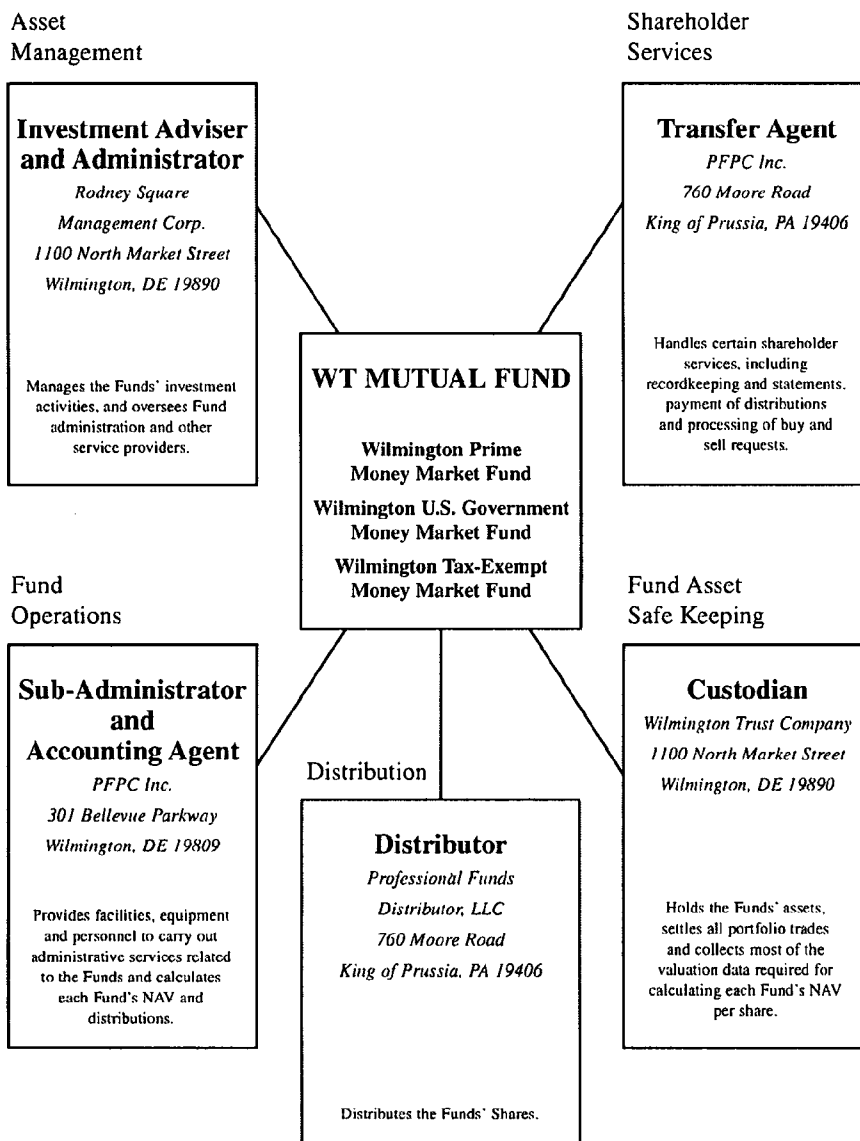 Asset
Management
Investment Adviser
and Administrator
Rodney Square
Management Corp.
1100 North Market Street
Wilmington, DE 19890
Manages the Funds' investment
activities, and oversees Fund
administration and other
service providers.
Shareholder
Services
Transfer Agent
PFPC Inc.
760 Moore Road
King of Prussia, PA 19406
Handles certain shareholder
services, including
recordkeeping and statements,
payment of distributions
and processing of buy and
sell requests.
WT MUTUAL FUND
Wilmington Prime
Money Market Fund
Wilmington U.S. Government
Money Market Fund
Wilmington Tax-Exempt
Money Market Fund
Fund
Operations
Sub-Administrator
and
Accounting Agent
PFPC Inc.
301 Bellevue Parkway
Wilmington, DE 19809
Provides facilities, equipment
and personnel to carry out
administrative services related
to the Funds and calculates
each Fund's NAV and
distributions.
Distribution
Distributor
Professional Funds
Distributor, LLC
760 Moore Road
King of Prussia, PA 19406
Distributes the Funds' Shares.
Fund Asset
Safe Keeping
Custodian
Wilmington Trust Company
1100 North Market Street
Wilmington, DE 19890
Holds the Funds' assets,
settles all portfolio trades
and collects most of the
valuation data required for
calculating each Fund's NAV
per share.